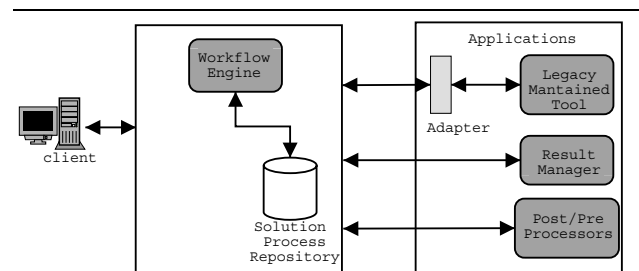 Applications
Workflow
Engine
Legacy
Mantained
Tool
Adapter
client
Result
Manager
Solution
Process
Repository
Post/Pre
Processors